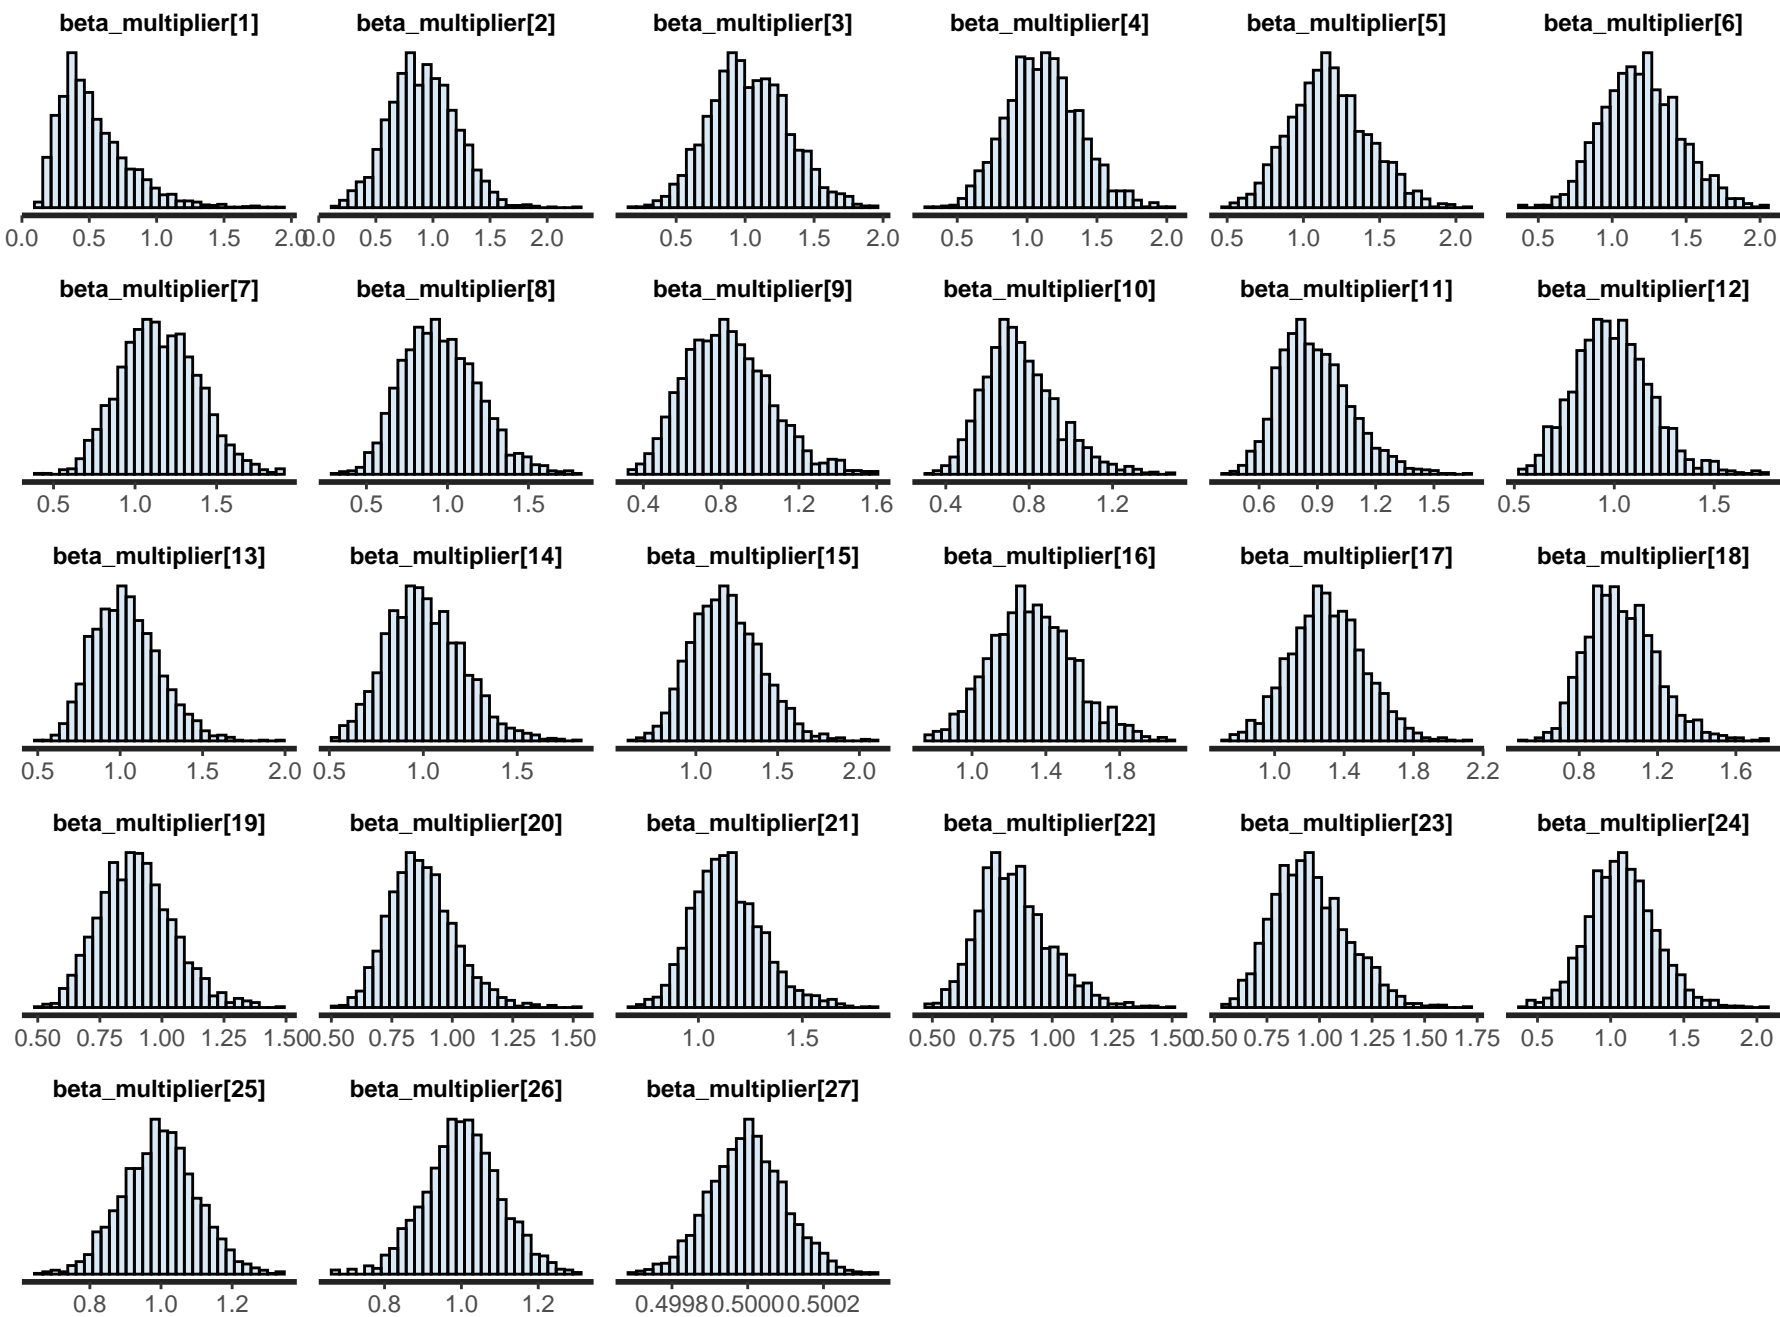 beta_multiplier[1] beta_multiplier[2] beta_multiplier[3] beta_multiplier[4] beta_multiplier[5] beta_multiplier[6]
0.0 0.5 1.0 1.5 2.0 0.0 0.5 1.0 1.5 2.0 0.5 1.0 1.5 2.0 0.5 1.0 1.5 2.0 0.5 1.0 1.5 2.0 0.5 1.0 1.5 2.0
beta_multiplier[7] beta_multiplier[8] beta_multiplier[9] beta_multiplier[10] beta_multiplier[11] beta_multiplier[12]
0.5 1.0 1.5 0.5 1.0 1.5 0.4 0.8 1.2 1.6 0.4 0.8 1.2 0.6 0.9 1.2 1.5 0.5 1.0 1.5
beta_multiplier[13] beta_multiplier[14] beta_multiplier[15] beta_multiplier[16] beta_multiplier[17] beta_multiplier[18]
0.5 1.0 1.5 2.0 0.5 1.0 1.5 1.0 1.5 2.0 1.0 1.4 1.8 1.0 1.4 1.8 2.2 0.8 1.2 1.6
beta_multiplier[19] beta_multiplier[20] beta_multiplier[21] beta_multiplier[22] beta_multiplier[23] beta_multiplier[24]
0.50 0.75 1.00 1.25 1.50 0.50 0.75 1.00 1.25 1.50 1.0 1.5 0.50 0.75 1.00 1.25 1.50 0.50 0.75 1.00 1.25 1.50 1.75 0.5 1.0 1.5 2.0
beta_multiplier[25] beta_multiplier[26] beta_multiplier[27]
0.8 1.0 1.2 0.8 1.0 1.2 0.4998 0.5000 0.5002